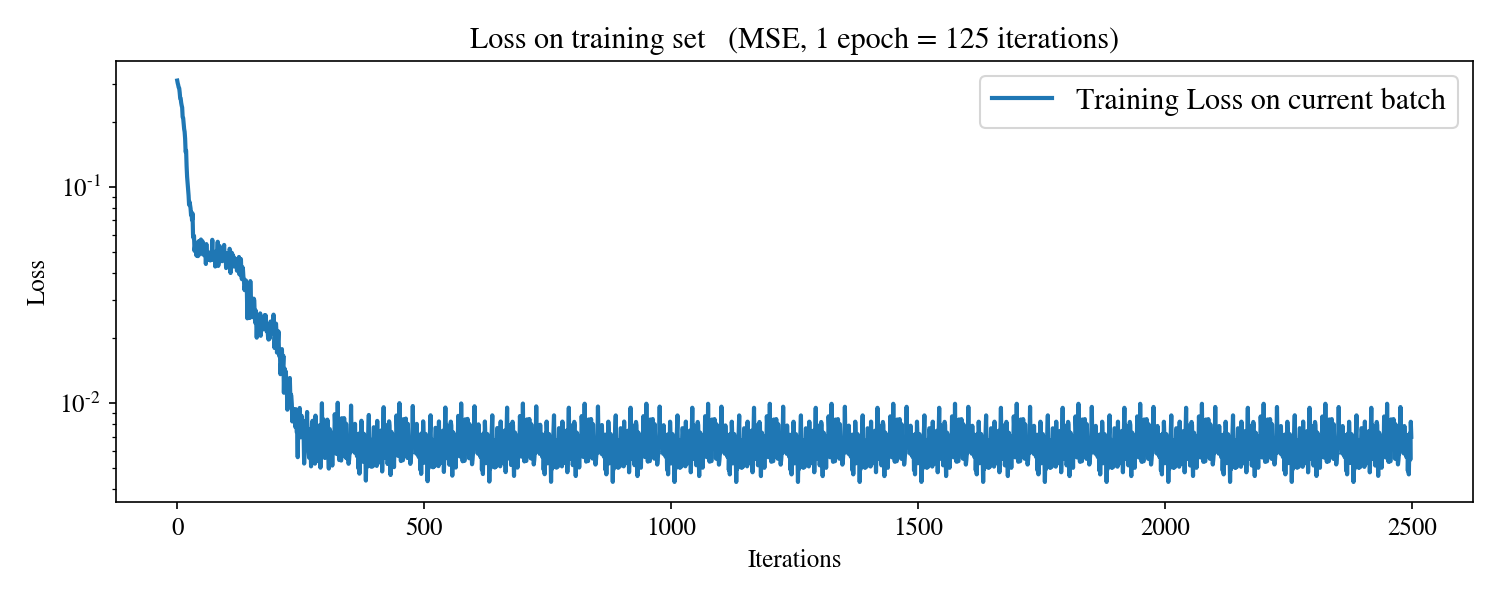 Loss on training set (MSE, 1 epoch = 125 iterations)
Training Loss on current batch
Loss
10⁻¹
10⁻²
0 500 1000 1500 2000 2500
Iterations